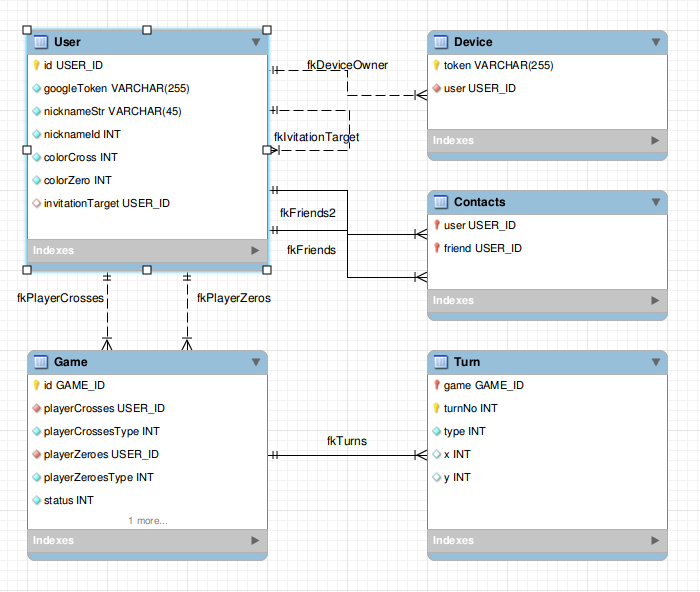 User
id USER_ID
googleToken VARCHAR(255)
nicknameStr VARCHAR(45)
nicknameId INT
colorCross INT
colorZero INT
invitationTarget USER_ID
Indexes
fkDeviceOwner
fkIvitationTarget
fkFriends2
fkFriends
Device
token VARCHAR(255)
user USER_ID
Indexes
Contacts
user USER_ID
friend USER_ID
Indexes
fkPlayerCrosses
fkPlayerZeros
Game
id GAME_ID
playerCrosses USER_ID
playerCrossesType INT
playerZeroes USER_ID
playerZeroesType INT
status INT
1 more...
Indexes
fkTurns
Turn
game GAME_ID
turnNo INT
type INT
x INT
y INT
Indexes